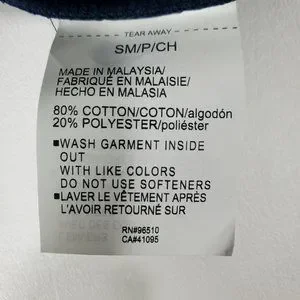 TEAR AWAY
SM/P/CH
MADE IN MALAYSIA/
FABRIQUÉ EN MALAISIE/
HECHO EN MALASIA
80% COTTON/COTON/algodón
20% POLYESTER/poliéster
■WASH GARMENT INSIDE
OUT
WITH LIKE COLORS
DO NOT USE SOFTENERS
■LAVER LE VÊTEMENT APRÈS
L'AVOIR RETOURNÉ SUR
RN#96510
CA#41095